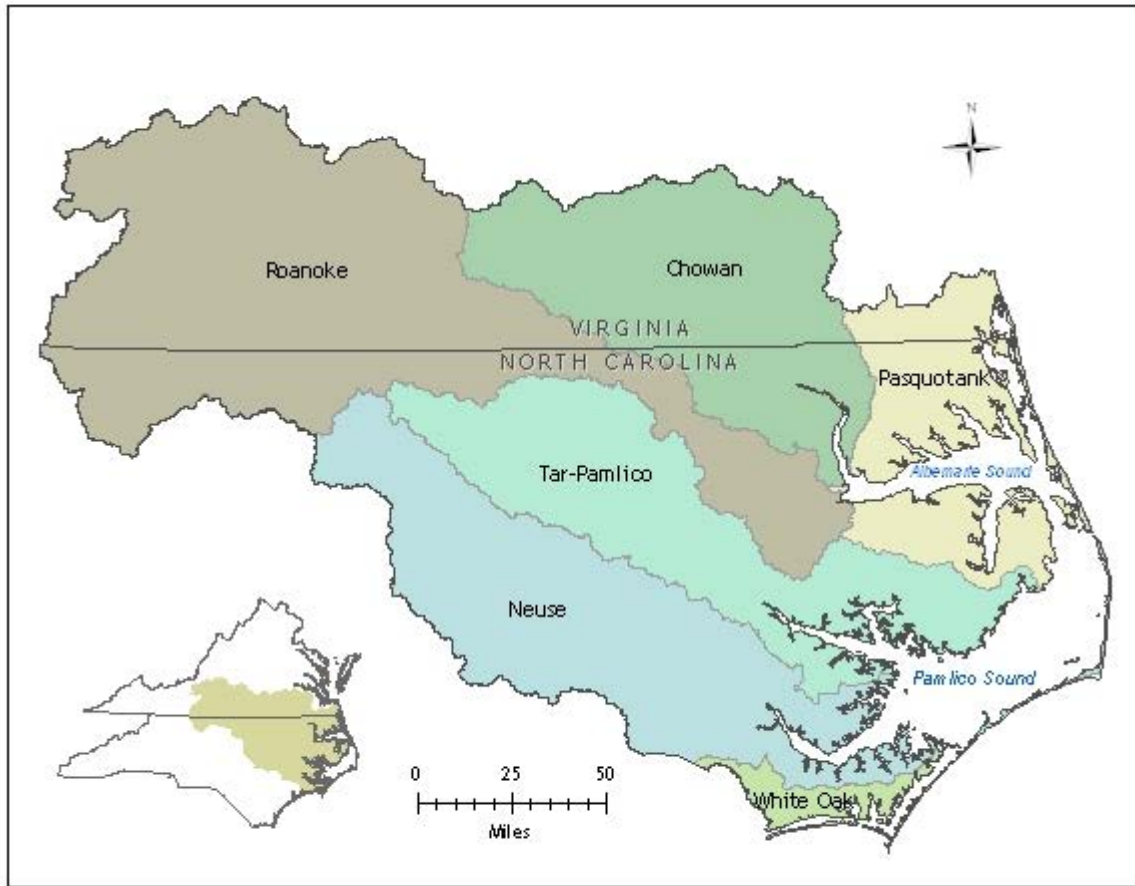 N
Roanoke
Chowan
VIRGINIA
NORTH CAROLINA
Pasquotank
Albemarle Sound
Tar-Pamlico
Neuse
Pamlico Sound
0 25 50
Miles
White Oak